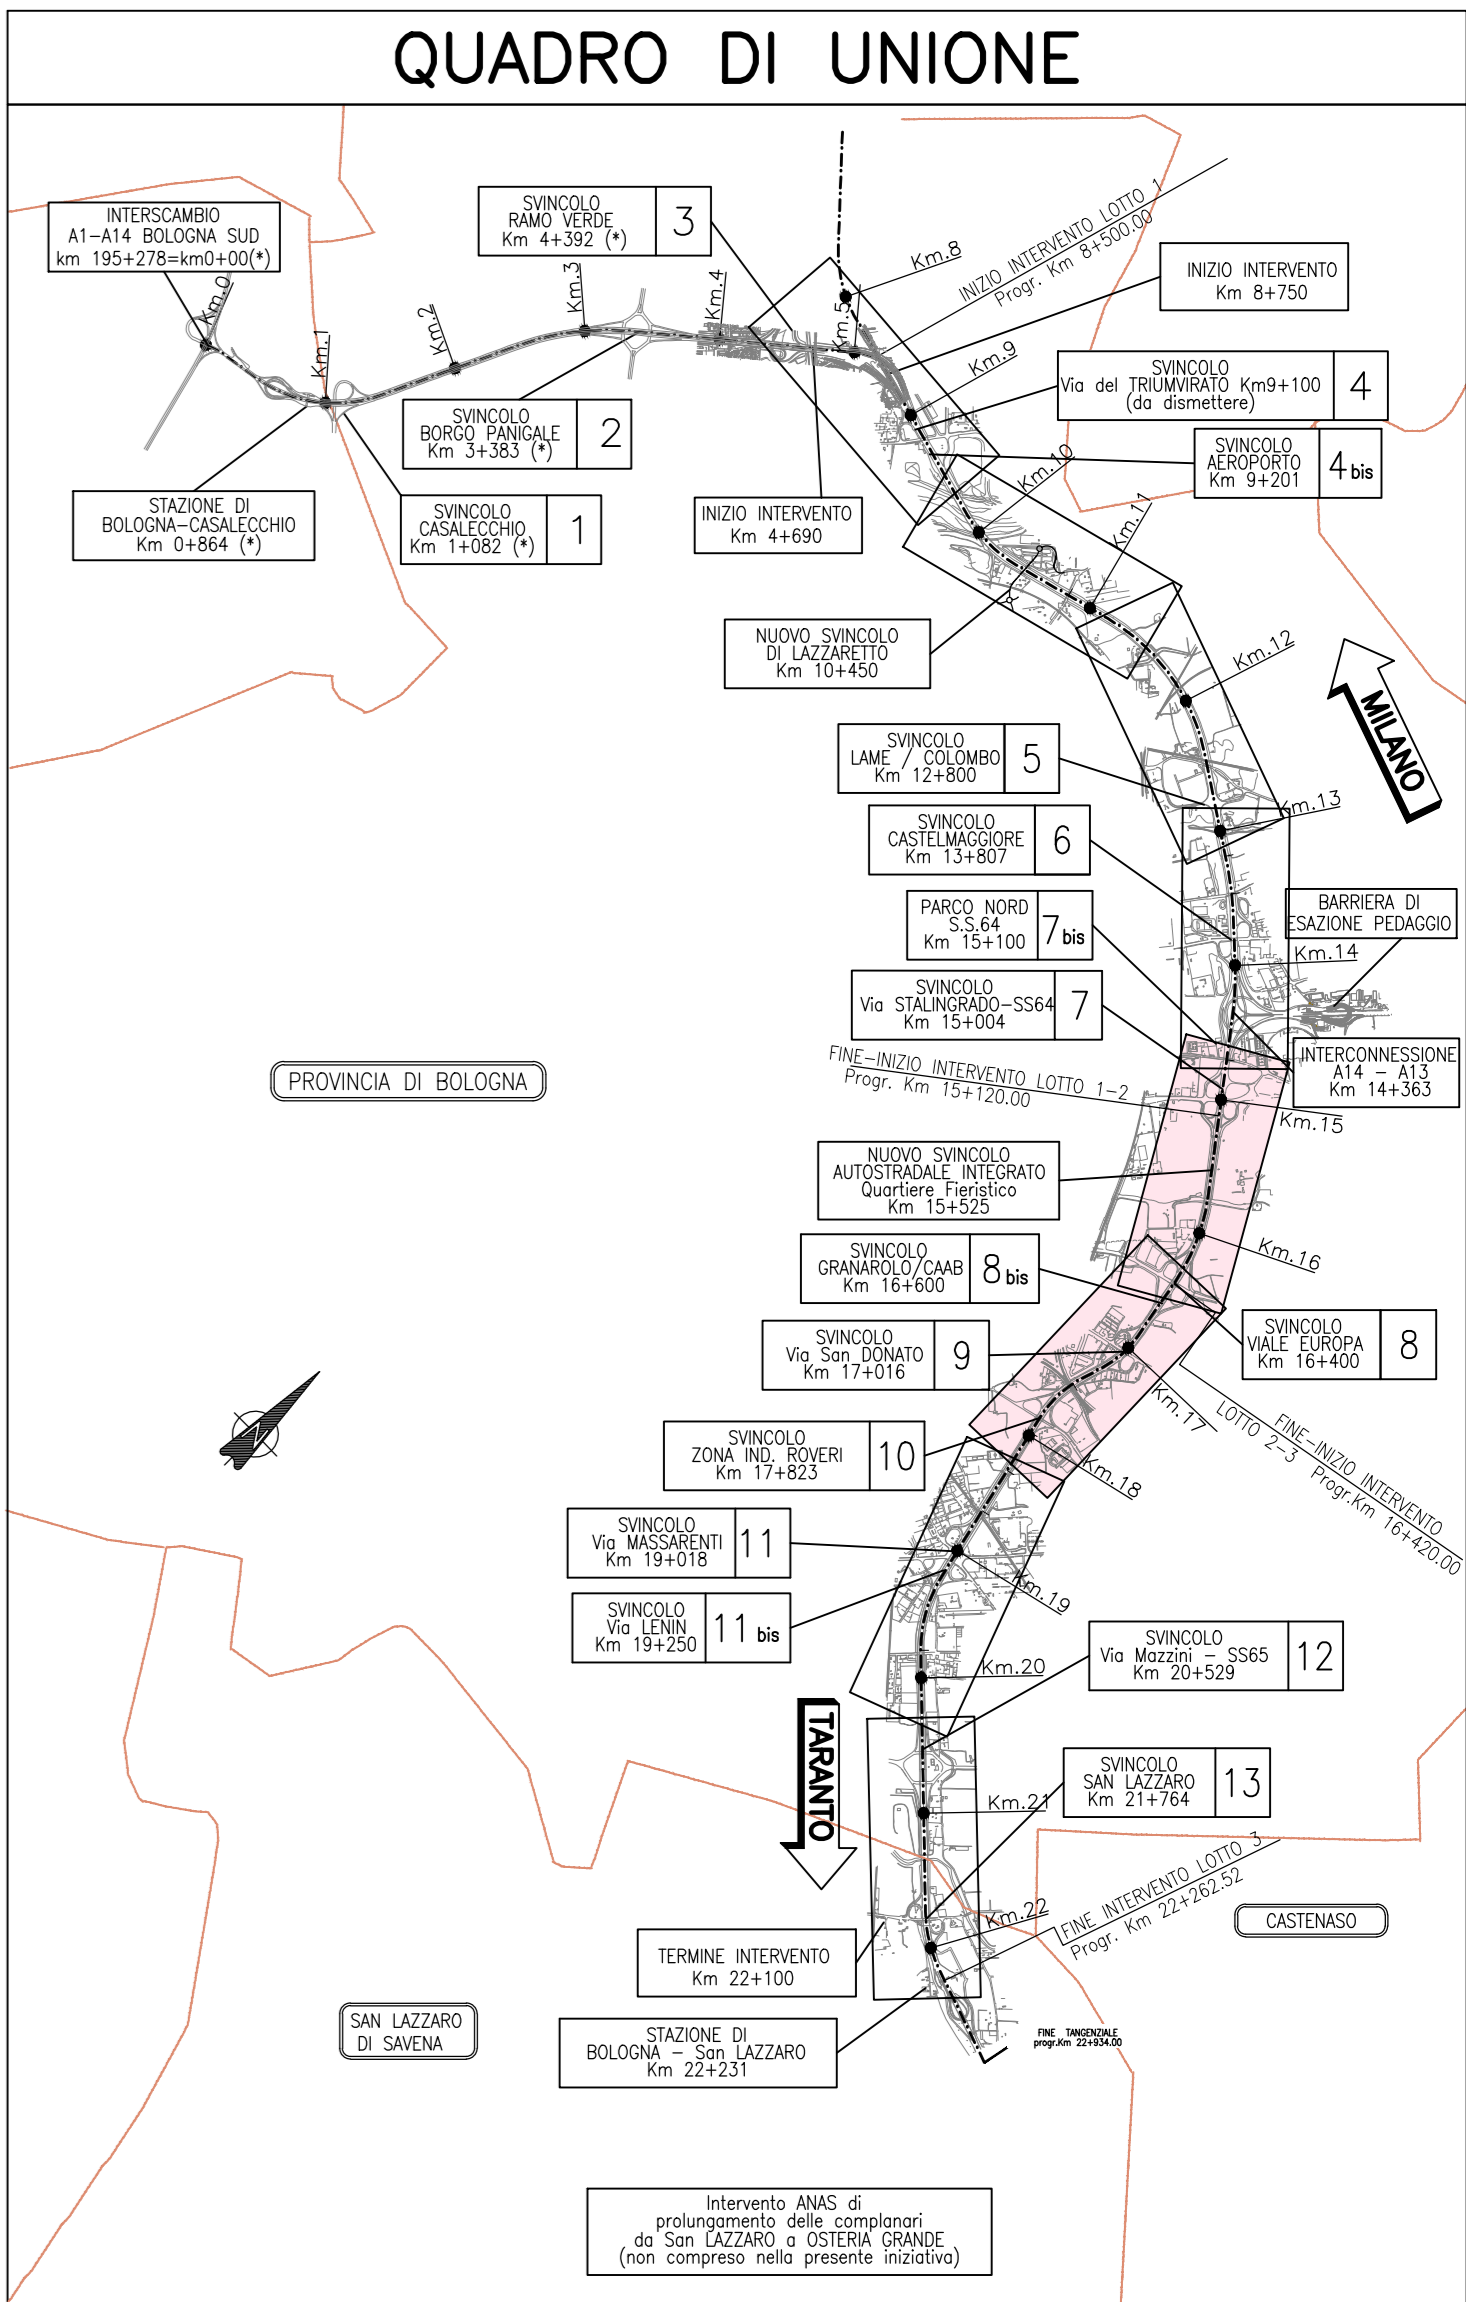 QUADRO DI UNIONE
INTERSCAMBIO
A1-A14 BOLOGNA SUD
km 195+278=km0+00(*)
SVINCOLO
RAMO VERDE
Km 4+392 (*)
3
Km.0
Km.1
Km.2
Km.3
Km.4
Km.5
Km.8
INIZIO INTERVENTO LOTTO 1
Progr. Km 8+500.00
INIZIO INTERVENTO
Km 8+750
Km.9
SVINCOLO
Via del TRIUMVIRATO Km9+100
(da dismettere)
4
SVINCOLO
BORGO PANIGALE
Km 3+383 (*)
2
SVINCOLO
AEROPORTO
Km 9+201
4 bis
Km.10
STAZIONE DI
BOLOGNA-CASALECCHIO
Km 0+864 (*)
SVINCOLO
CASALECCHIO
Km 1+082 (*)
1
INIZIO INTERVENTO
Km 4+690
Km.11
NUOVO SVINCOLO
DI LAZZARETTO
Km 10+450
Km.12
MILANO
SVINCOLO
LAME / COLOMBO
Km 12+800
5
Km.13
SVINCOLO
CASTELMAGGIORE
Km 13+807
6
PARCO NORD
S.S.64
Km 15+100
7 bis
BARRIERA DI
ESAZIONE PEDAGGIO
Km.14
SVINCOLO
Via STALINGRADO-SS64
Km 15+004
7
INTERCONNESSIONE
A14 - A13
Km 14+363
FINE-INIZIO INTERVENTO LOTTO 1-2
Progr. Km 15+120.00
PROVINCIA DI BOLOGNA
Km.15
NUOVO SVINCOLO
AUTOSTRADALE INTEGRATO
Quartiere Fieristico
Km 15+525
Km.16
SVINCOLO
GRANAROLO/CAAB
Km 16+600
8 bis
SVINCOLO
VIALE EUROPA
Km 16+400
8
SVINCOLO
Via San DONATO
Km 17+016
9
Km.17
FINE-INIZIO INTERVENTO
LOTTO 2-3 Progr.Km 16+420.00
SVINCOLO
ZONA IND. ROVERI
Km 17+823
10
Km.18
SVINCOLO
Via MASSARENTI
Km 19+018
11
Km.19
SVINCOLO
Via LENIN
Km 19+250
11 bis
SVINCOLO
Via Mazzini - SS65
Km 20+529
12
Km.20
TARANTO
SVINCOLO
SAN LAZZARO
Km 21+764
13
Km.21
FINE INTERVENTO LOTTO 3
Progr. Km 22+262.52
Km.22
CASTENASO
TERMINE INTERVENTO
Km 22+100
SAN LAZZARO
DI SAVENA
STAZIONE DI
BOLOGNA - San LAZZARO
Km 22+231
FINE TANGENZIALE
progr.Km 22+934.00
Intervento ANAS di
prolungamento delle complanari
da San LAZZARO a OSTERIA GRANDE
(non compreso nella presente iniziativa)